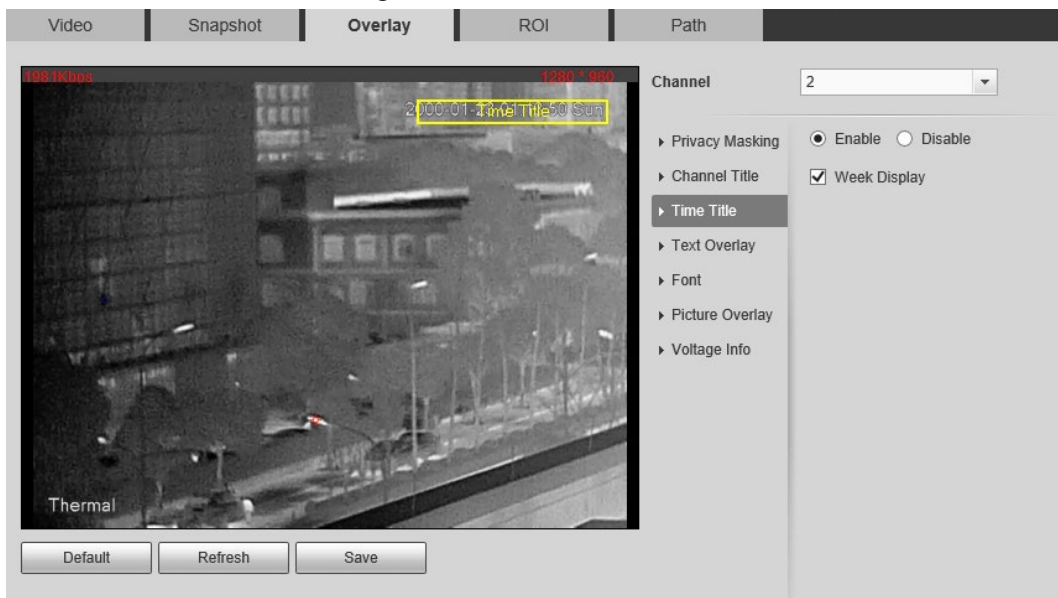 Video Snapshot Overlay ROI Path
1981Kbps 1280 * 960
Time Title
Thermal
Channel 2
Privacy Masking
Channel Title
Time Title
Text Overlay
Font
Picture Overlay
Voltage Info
Enable Disable
Week Display
Default Refresh Save